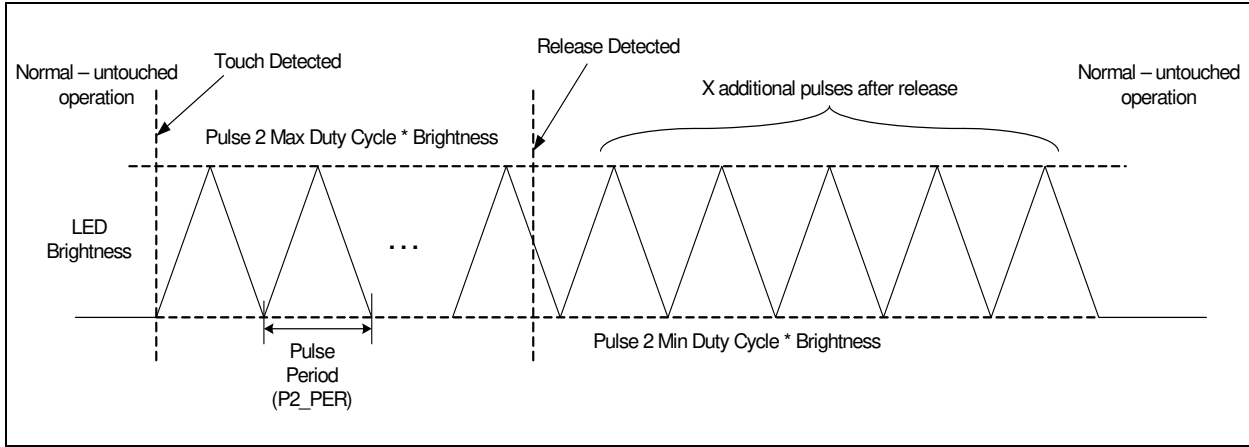 Normal – untouched
operation
Touch Detected
Release Detected
X additional pulses after release
Normal – untouched
operation
Pulse 2 Max Duty Cycle * Brightness
LED
Brightness
...
Pulse 2 Min Duty Cycle * Brightness
Pulse
Period
(P2_PER)